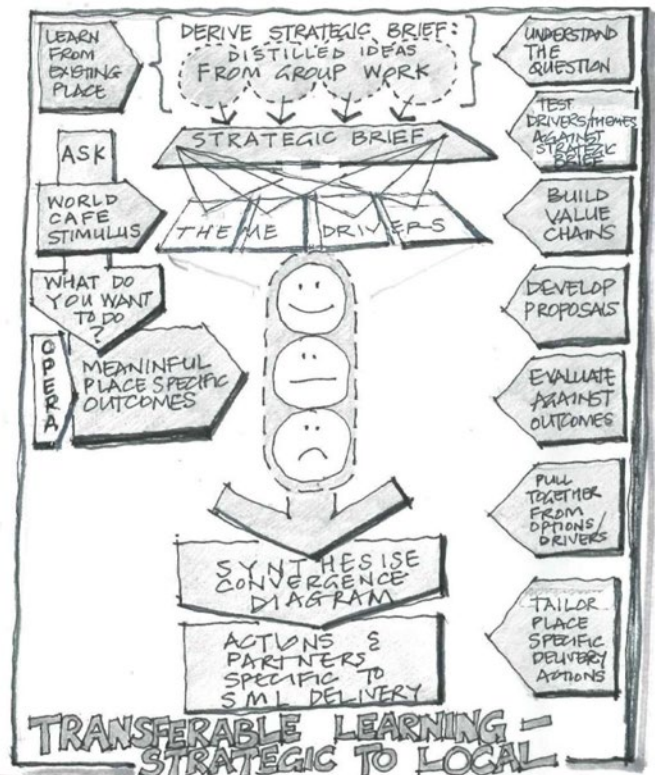 LEARN
FROM
EXISTING
PLACE
DERIVE STRATEGIC BRIEF:
DISTILLED IDEAS
FROM GROUP WORK
UNDERSTAND
THE
QUESTION
STRATEGIC BRIEF
TEST
DRIVERS/THEMES
AGAINST
STRATEGIC
BRIEF
ASK
WORLD
CAFE
STIMULUS
THEME DRIVERS
BUILD
VALUE
CHAINS
WHAT DO
YOU WANT
TO DO
?
DEVELOP
PROPOSALS
OPERA
MEANINFUL
PLACE SPECIFIC
OUTCOMES
EVALUATE
AGAINST
OUTCOMES
PULL
TOGETHER
FROM
OPTIONS/
DRIVERS
SYNTHESISE
CONVERGENCE
DIAGRAM
TAILOR
PLACE
SPECIFIC
DELIVERY
ACTIONS
ACTIONS &
PARTNERS
SPECIFIC TO
SML DELIVERY
TRANSFERABLE LEARNING -
STRATEGIC TO LOCAL